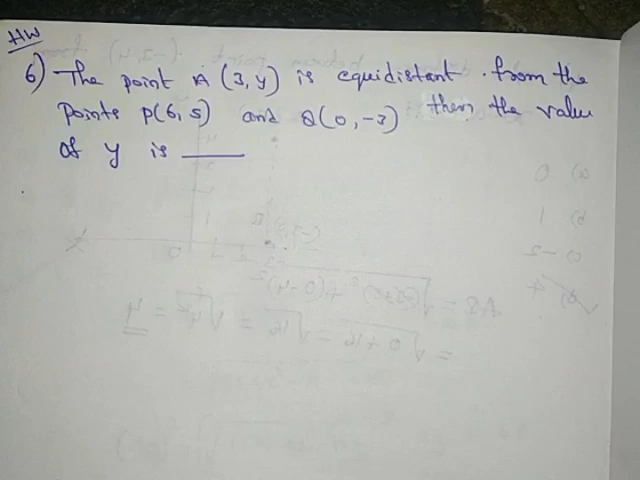 HW
6) The point A (3, y) is equidistant from the
points P(6, 5) and Q(0, -3) then the value
of y is ____